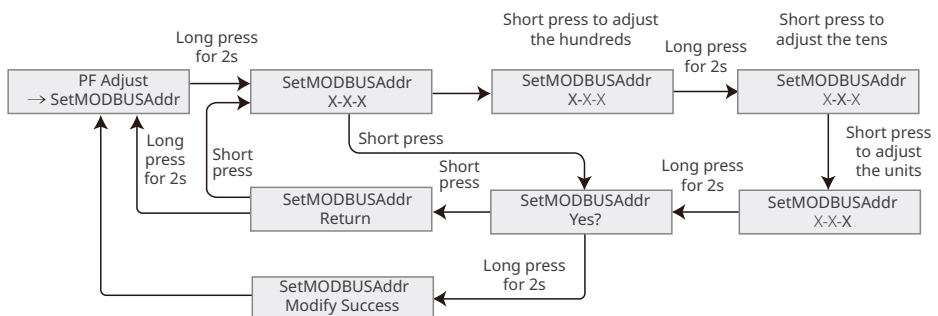 Short press to adjust
the hundreds
Short press to
adjust the tens
Long press
for 2s
Long press
for 2s
PF Adjust
→ SetMODBUSAddr
SetMODBUSAddr
X-X-X
SetMODBUSAddr
X-X-X
SetMODBUSAddr
X-X-X
Short press
Short press
to adjust
the units
Long
press
for 2s
Short
press
Short
press
Long press
for 2s
SetMODBUSAddr
Return
SetMODBUSAddr
Yes?
SetMODBUSAddr
X-X-X
Long press
for 2s
SetMODBUSAddr
Modify Success